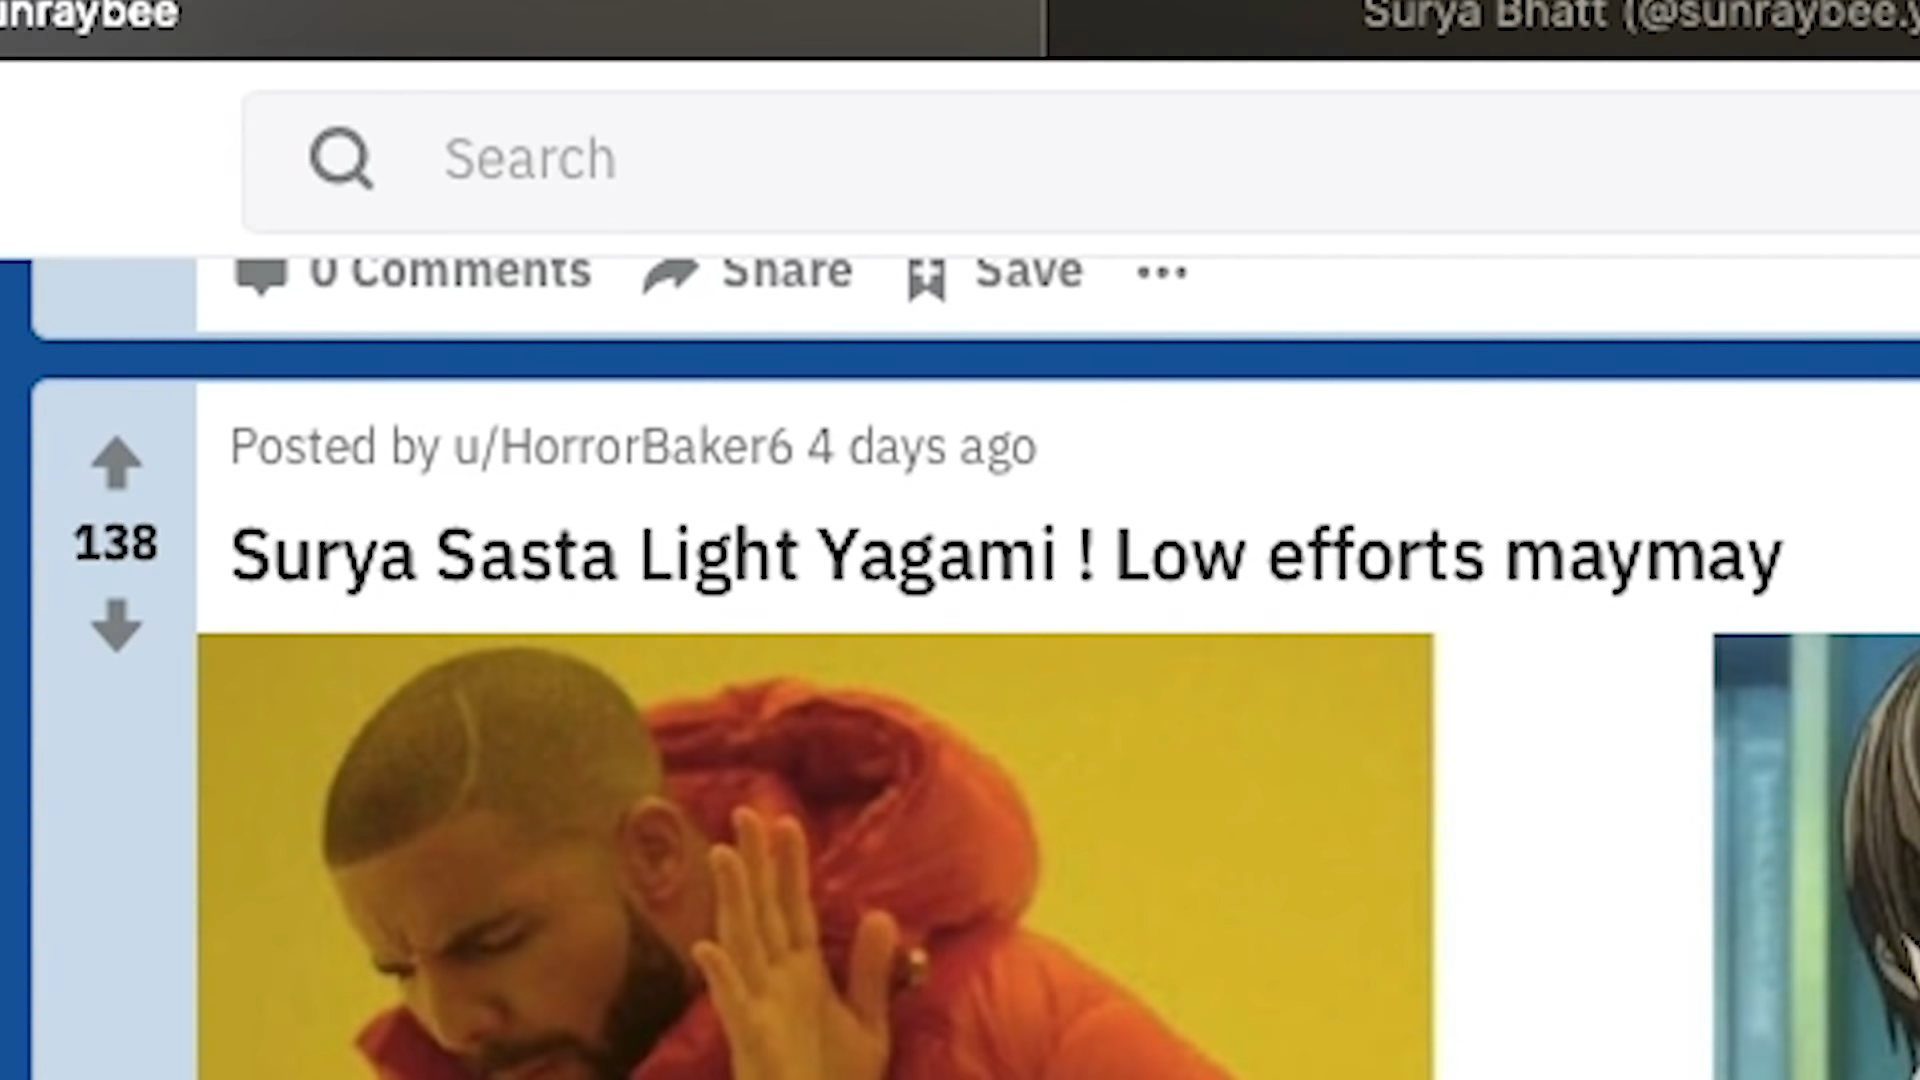 unraybee
Surya Bhatt (@sunraybee.y
Search
0 Comments Share Save
Posted by u/HorrorBaker6 4 days ago
138
Surya Sasta Light Yagami ! Low efforts maymay